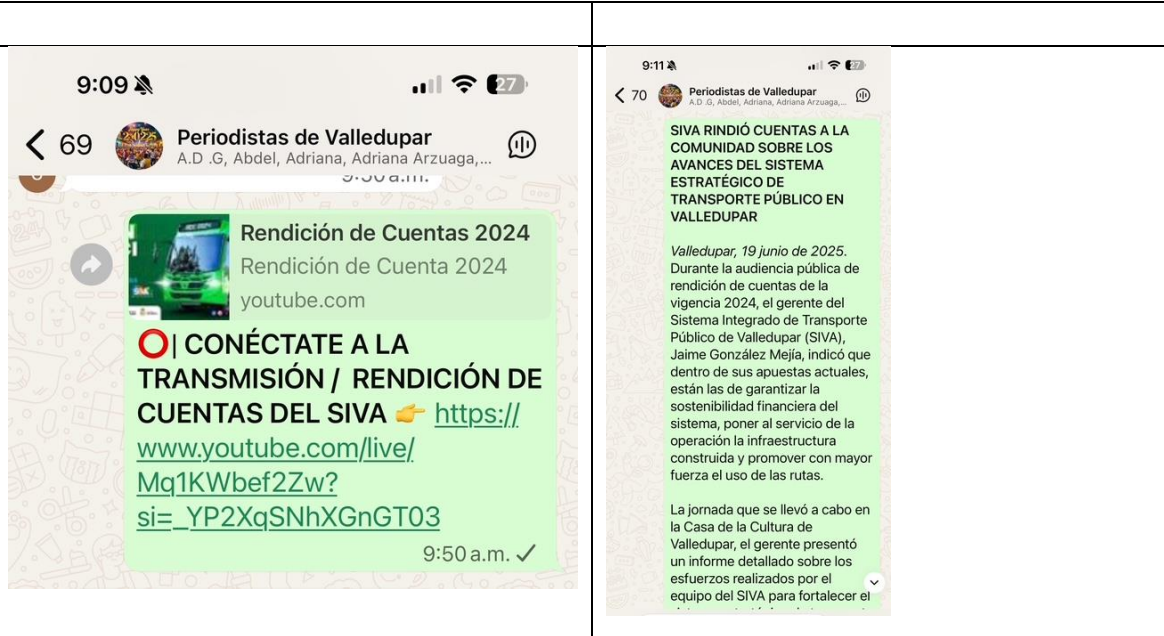 9:09
27
69
Periodistas de Valledupar
A.D .G, Abdel, Adriana, Adriana Arzuaga,...
9:50 a.m.
Rendición de Cuentas 2024
Rendición de Cuenta 2024
youtube.com
⭕| CONÉCTATE A LA
TRANSMISIÓN / RENDICIÓN DE
CUENTAS DEL SIVA 👉 https://
www.youtube.com/live/
Mq1KWbef2Zw?
si=_YP2XqSNhXGnGT03
9:50 a.m.
9:11
27
70
Periodistas de Valledupar
A.D .G, Abdel, Adriana, Adriana Arzuaga,...
SIVA RINDIÓ CUENTAS A LA
COMUNIDAD SOBRE LOS
AVANCES DEL SISTEMA
ESTRATÉGICO DE
TRANSPORTE PÚBLICO EN
VALLEDUPAR
Valledupar, 19 junio de 2025.
Durante la audiencia pública de
rendición de cuentas de la
vigencia 2024, el gerente del
Sistema Integrado de Transporte
Público de Valledupar (SIVA),
Jaime González Mejía, indicó que
dentro de sus apuestas actuales,
están las de garantizar la
sostenibilidad financiera del
sistema, poner al servicio de la
operación la infraestructura
construida y promover con mayor
fuerza el uso de las rutas.
La jornada que se llevó a cabo en
la Casa de la Cultura de
Valledupar, el gerente presentó
un informe detallado sobre los
esfuerzos realizados por el
equipo del SIVA para fortalecer el